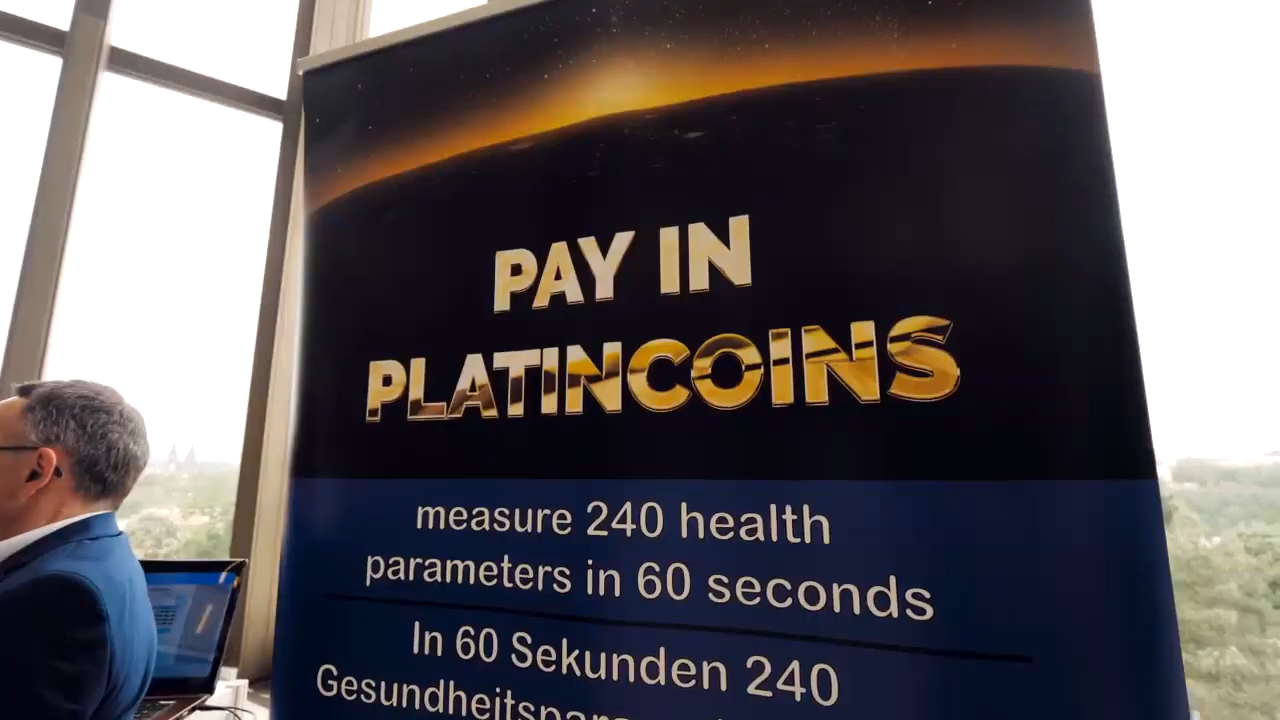 PAY IN
PLATINCOINS
measure 240 health
parameters in 60 seconds
In 60 Sekunden 240